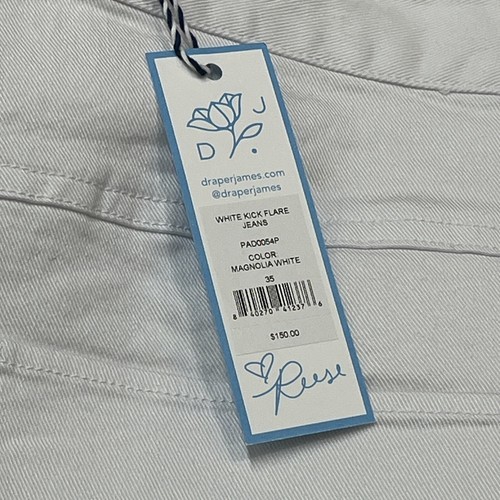 D J
draperjames.com
@draperjames
WHITE KICK FLARE
JEANS
PAD0054P
COLOR:
MAGNOLIA WHITE
35
8 40270 41237 6
$150.00
Reese